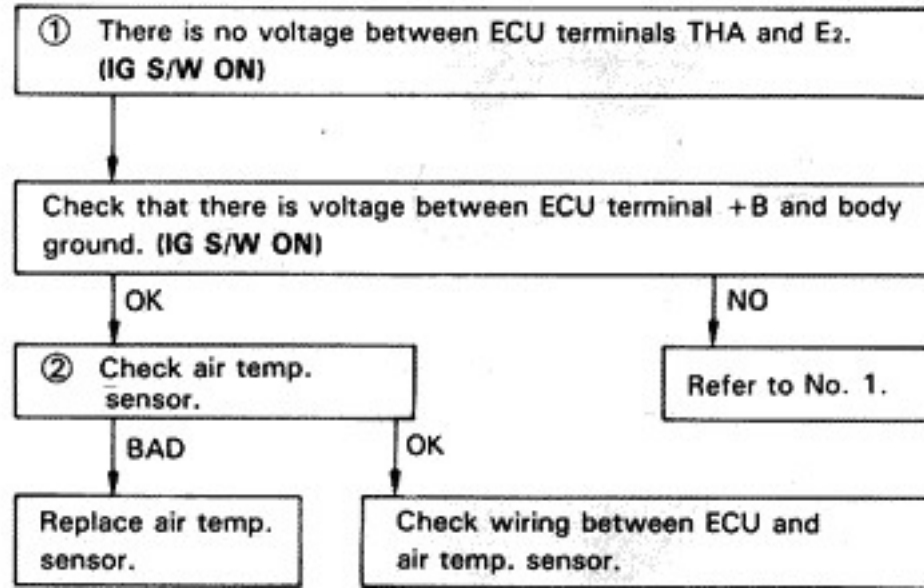 ① There is no voltage between ECU terminals THA and E₂.
(IG S/W ON)
Check that there is voltage between ECU terminal +B and body
ground. (IG S/W ON)
OK
NO
② Check air temp.
sensor.
Refer to No. 1.
BAD
OK
Replace air temp.
sensor.
Check wiring between ECU and
air temp. sensor.